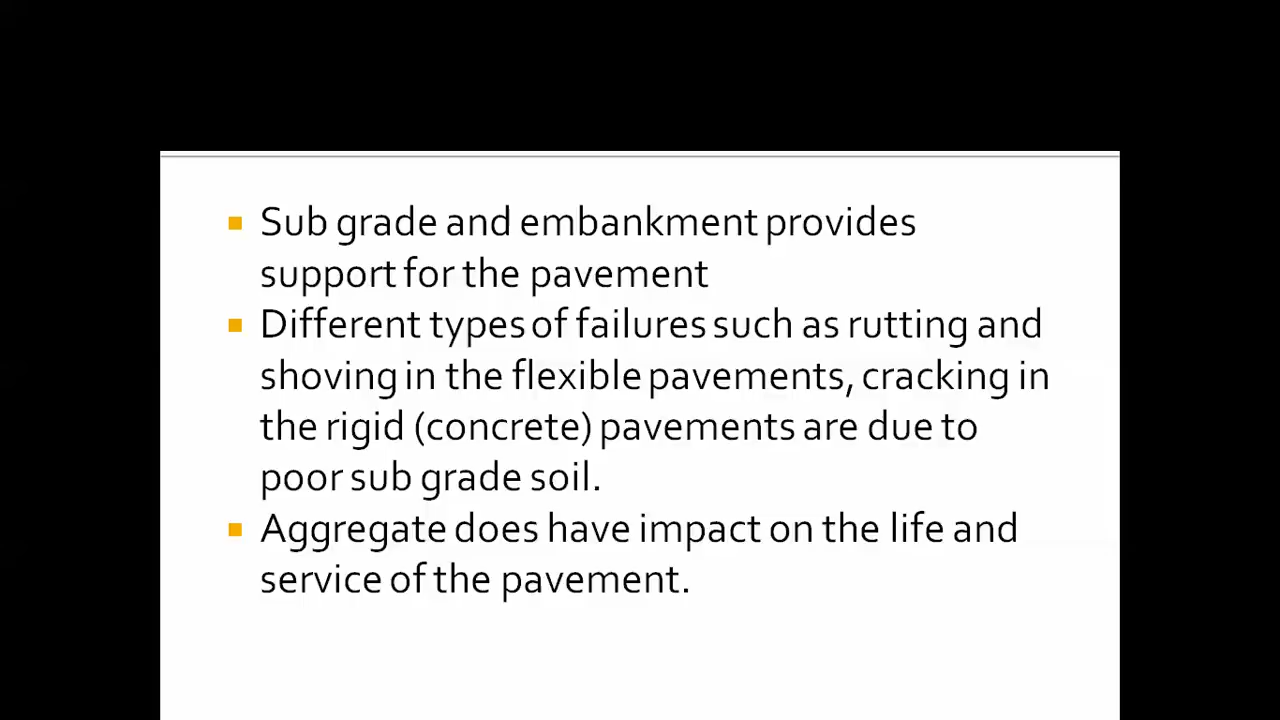 Sub grade and embankment provides
support for the pavement
Different types of failures such as rutting and
shoving in the flexible pavements, cracking in
the rigid (concrete) pavements are due to
poor sub grade soil.
Aggregate does have impact on the life and
service of the pavement.